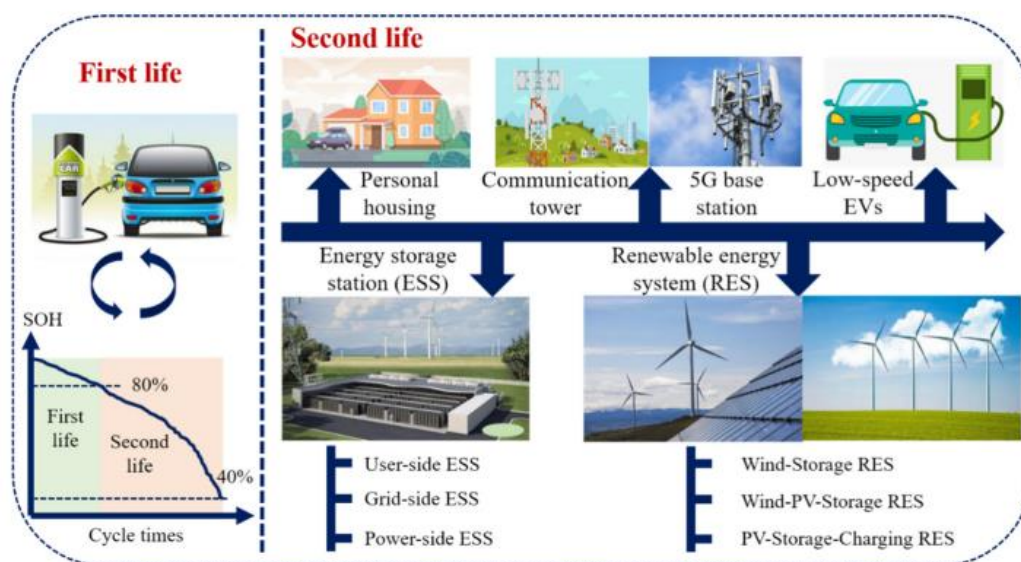 First life
CAR
SOH
80%
First
life
Second
life
40%
Cycle times
Second life
Personal
housing
Communication
tower
5G base
station
Low-speed
EVs
Energy storage
station (ESS)
Renewable energy
system (RES)
User-side ESS
Grid-side ESS
Power-side ESS
Wind-Storage RES
Wind-PV-Storage RES
PV-Storage-Charging RES